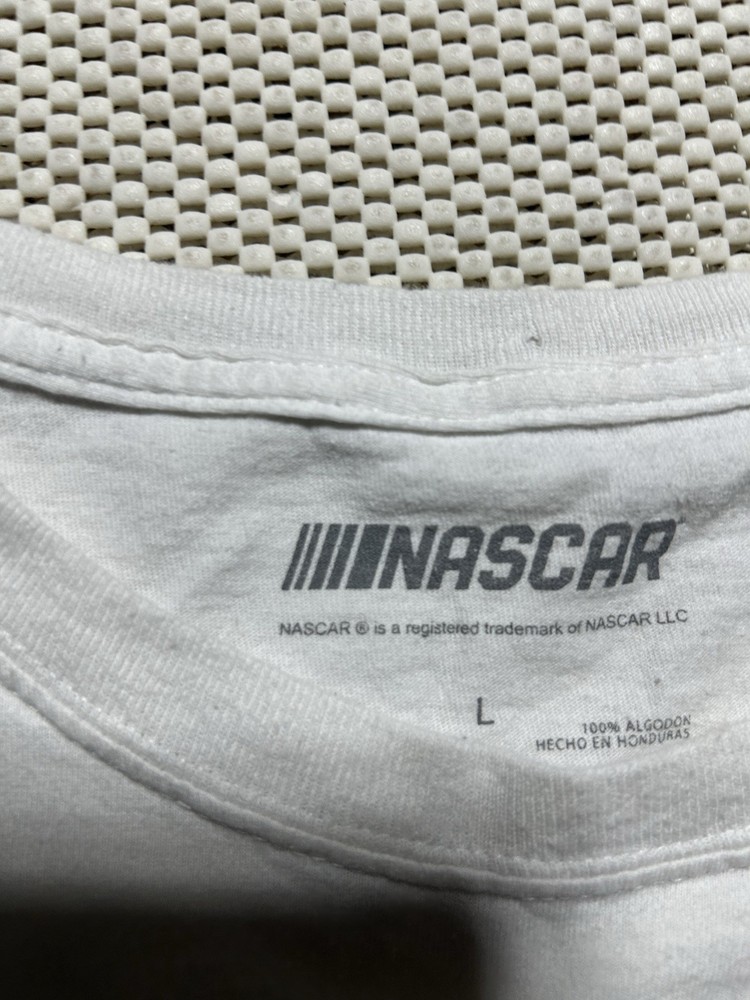 NASCAR
NASCAR ® is a registered trademark of NASCAR LLC
L
100% ALGODON
HECHO EN HONDURAS